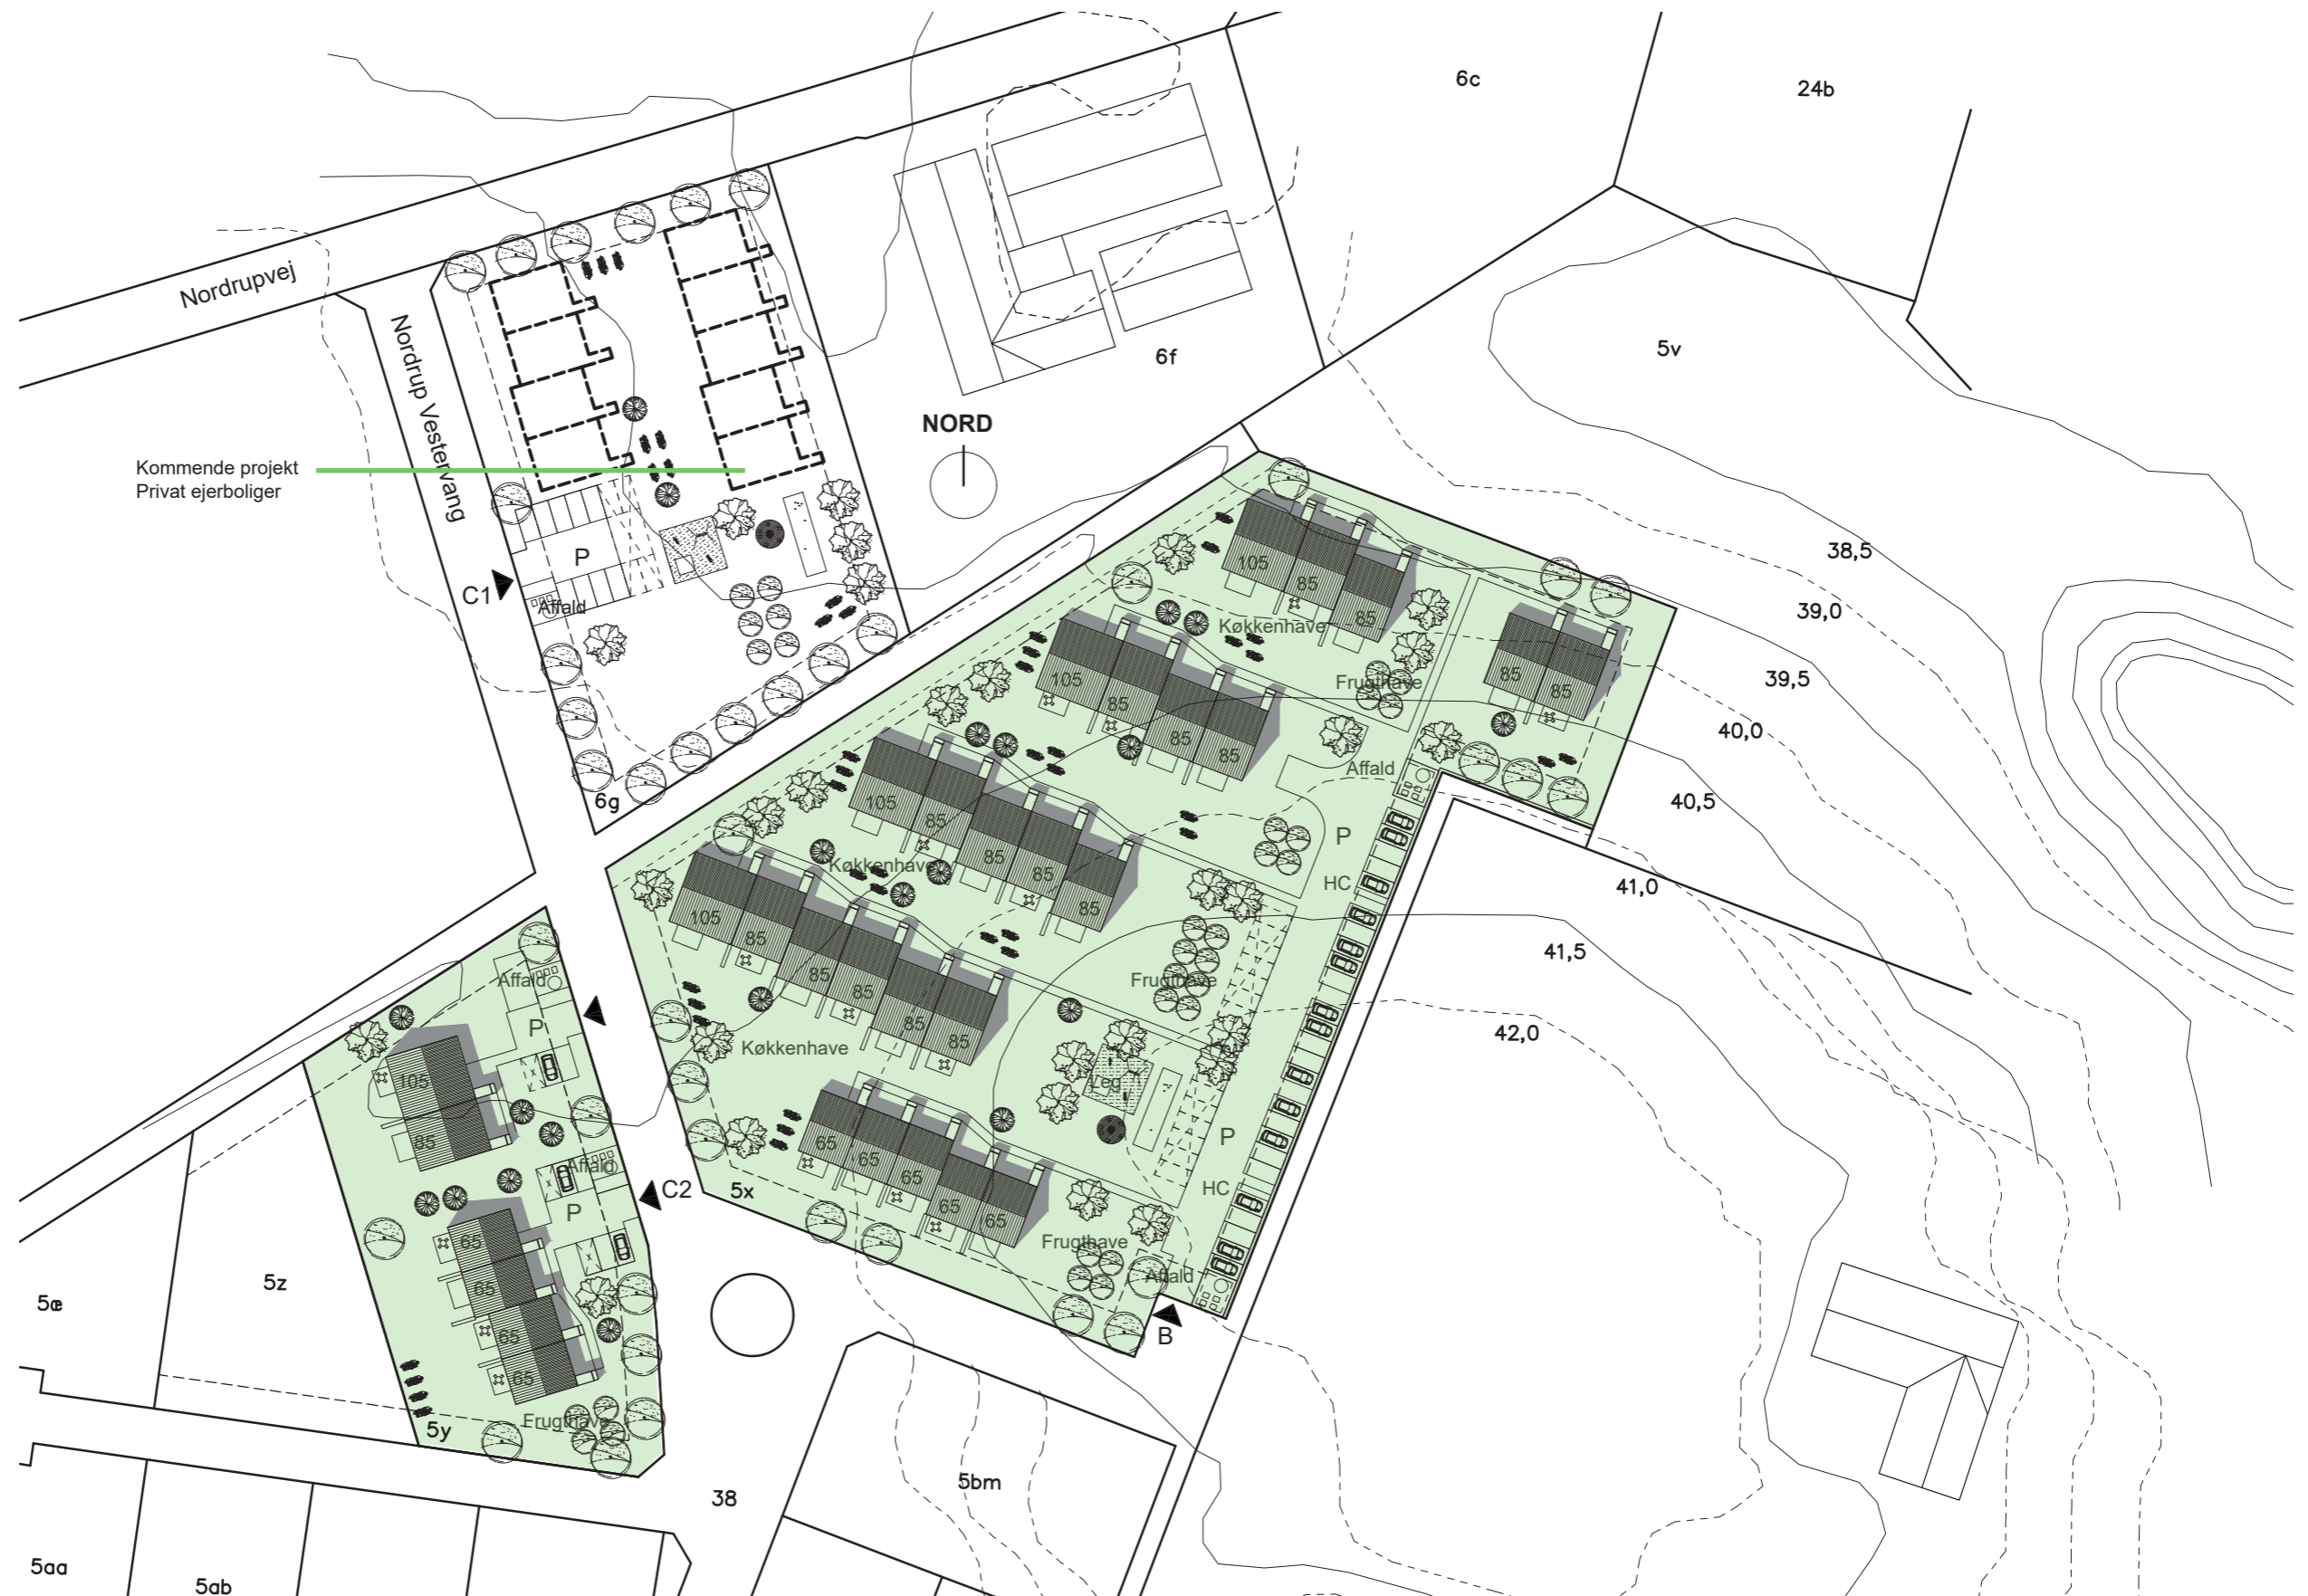 6c
24b
Nordrupvej
Nordrup Vestervang
6f
5v
NORD
Kommende projekt
Privat ejerboliger
P
C1
Affald
6g
105
85
85
Køkkenhave
Frugthave
85
85
105
85
85
85
Affald
105
85
85
85
85
Køkkenhave
P
HC
105
85
85
85
85
85
Køkkenhave
Frugthave
Leg
P
HC
65
65
65
65
65
5x
Frugthave
Affald
B
38,5
39,0
39,5
40,0
40,5
41,0
41,5
42,0
Affald
P
105
85
Affald
C2
P
65
65
65
65
Frugthave
5y
5z
5æ
38
5bm
5aa
5ab